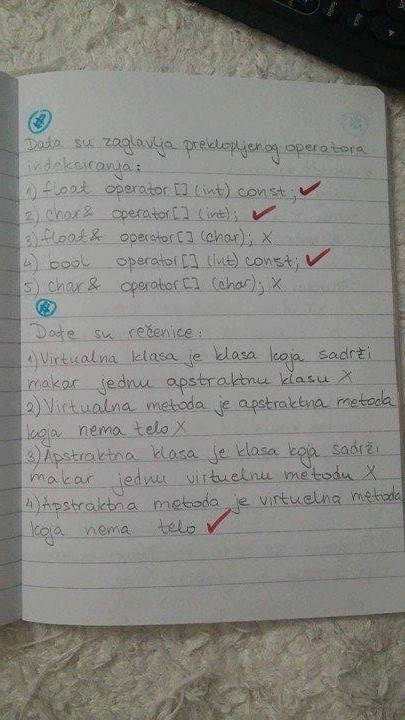 Data su zaglavlja preklopljenog operatora
indeksiranja:
1) float operator[] (int) const; ✓
2) char& operator[] (int); ✓
3) float& operator[] (char); X
4) bool operator[] (int) const; ✓
5) char& operator[] (char); X
Date su rečenice:
1) Virtualna klasa je klasa koja sadrži
makar jednu apstraktnu klasu X
2) Virtualna metoda je apstraktna metoda
koja nema telo X
3) Apstraktna klasa je klasa koja sadrži
makar jednu virtuelnu metodu X
4) Apstraktna metoda je virtuelna metoda
koja nema telo ✓